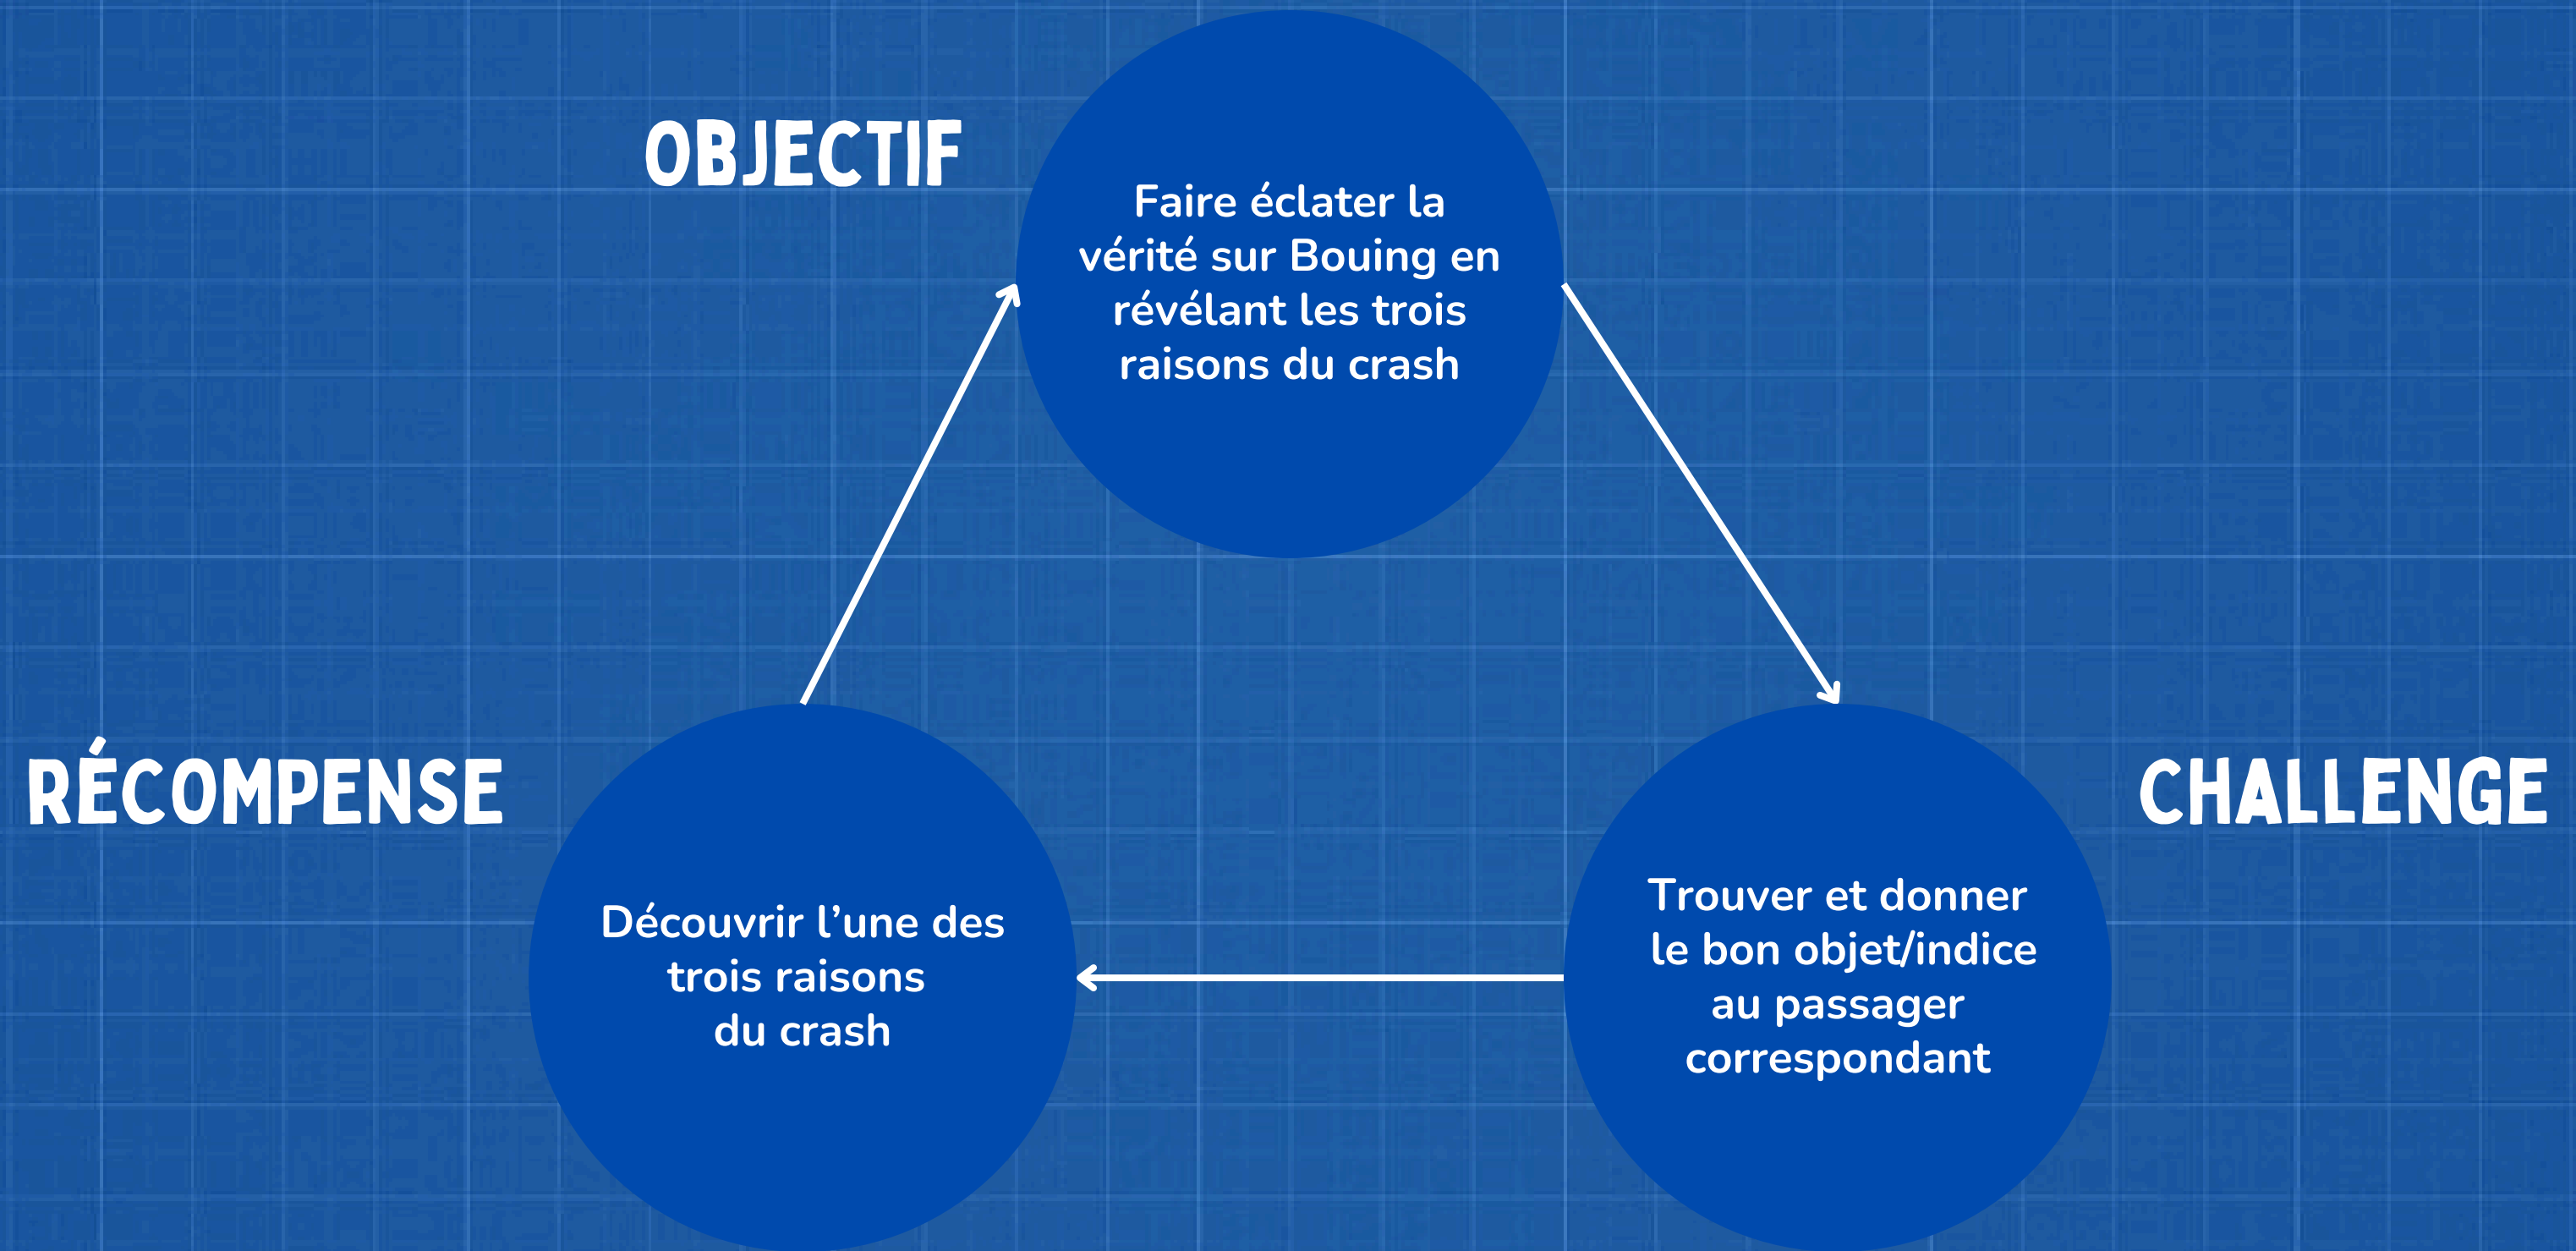 OBJECTIF
Faire éclater la
vérité sur Bouing en
révélant les trois
raisons du crash
RÉCOMPENSE
Découvrir l’une des
trois raisons
du crash
CHALLENGE
Trouver et donner
le bon objet/indice
au passager
correspondant